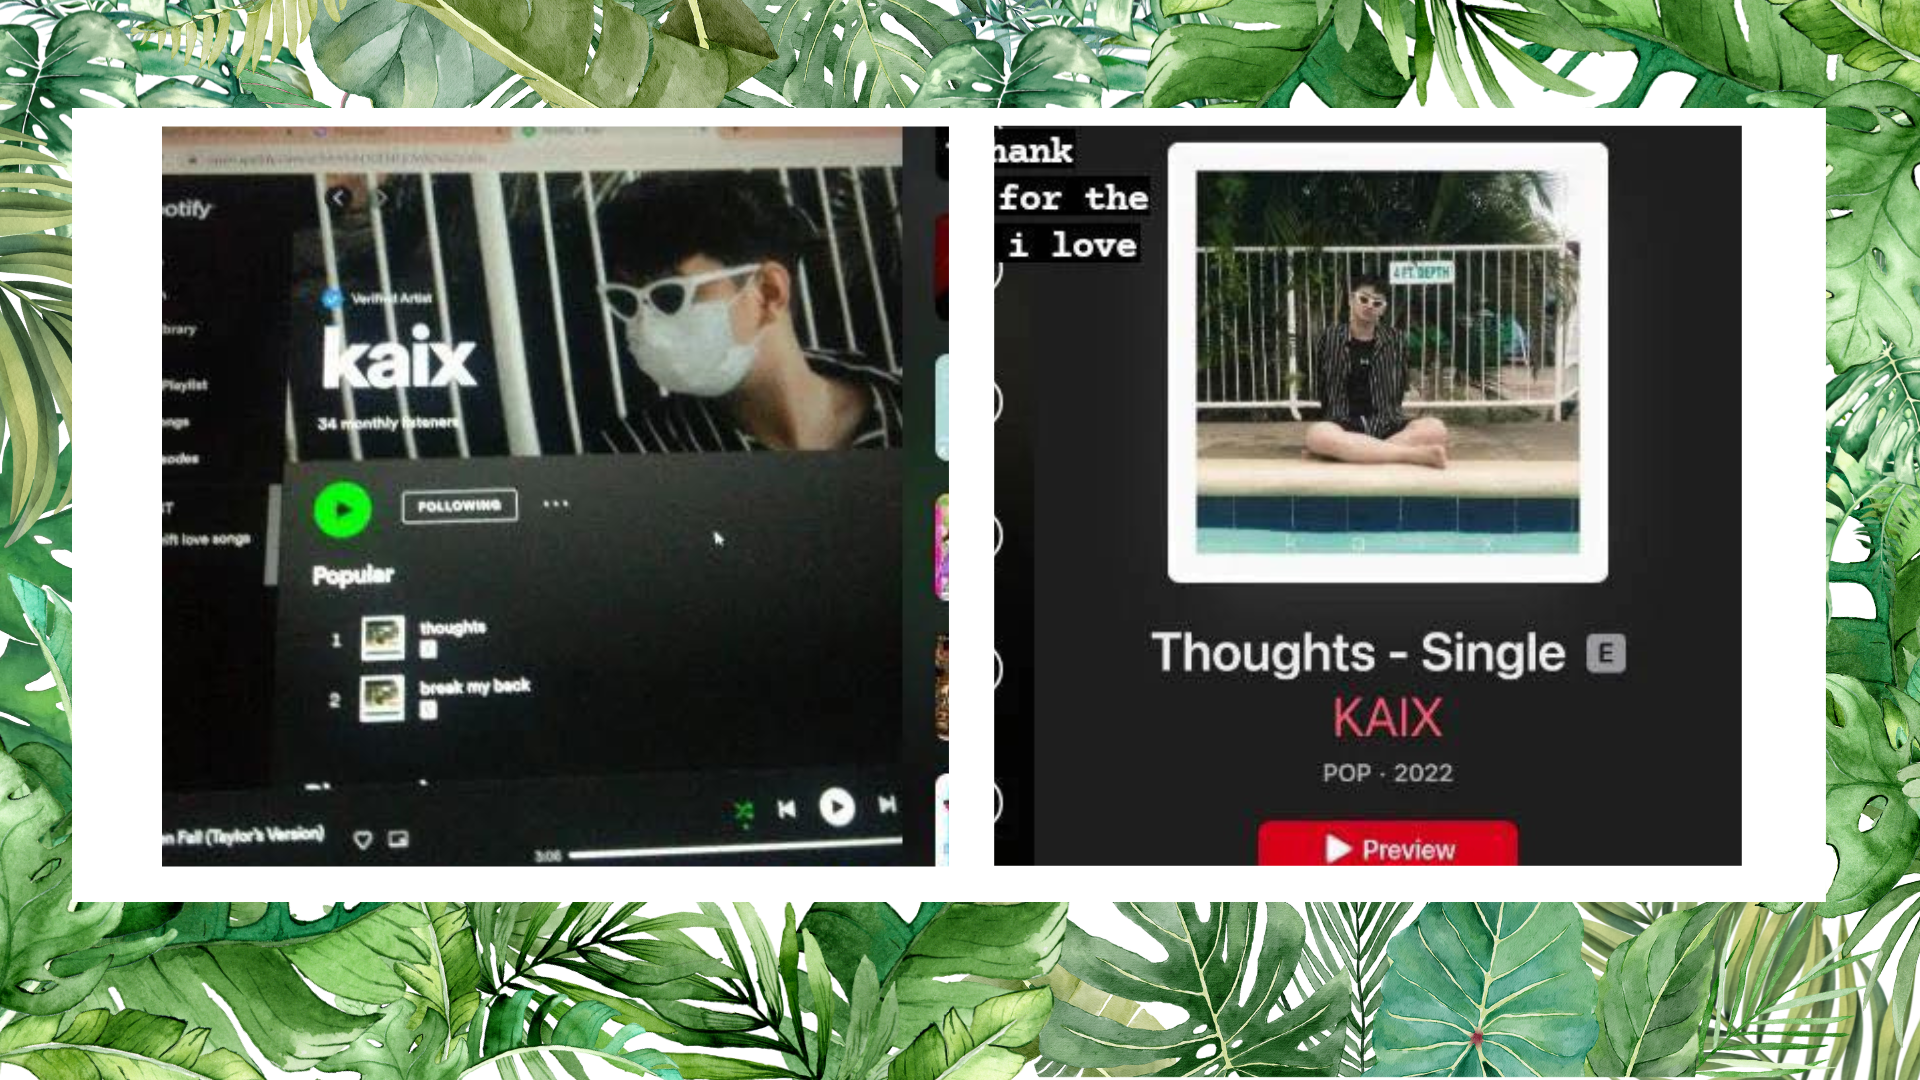 otify
Verified Artist
kaix
34 monthly listeners
brary
Playlist
ngs
sodes
ST
ift love songs
FOLLOWING
Popular
1
thoughts
E
2
break my back
E
n Fall (Taylor's Version)
3:06
hank
for the
i love
4 FT. DEPTH
k a i x
Thoughts - Single E
KAIX
POP · 2022
Preview